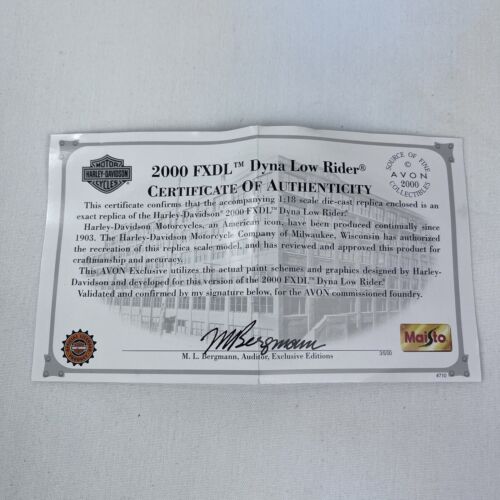 MOTOR
HARLEY-DAVIDSON
CYCLES
2000 FXDL™ Dyna Low Rider®
CERTIFICATE OF AUTHENTICITY
SOURCE OF FINE
©
AVON
2000
COLLECTIBLES
This certificate confirms that the accompanying 1:18 scale die-cast replica enclosed is an
exact replica of the Harley-Davidson® 2000 FXDL™ Dyna Low Rider®.
Harley-Davidson Motorcycles, an American icon, have been produced continually since
1903. The Harley-Davidson Motorcycle Company of Milwaukee, Wisconsin has authorized
the recreation of this replica scale model, and has reviewed and approved this product for
craftmanship and accuracy.
This AVON Exclusive utilizes the actual paint schemes and graphics designed by Harley-
Davidson and developed for this version of the 2000 FXDL™ Dyna Low Rider®.
Validated and confirmed by my signature below, for the AVON commissioned foundry.
MBergmann
M. L. Bergmann, Auditor, Exclusive Editions
Maisto
4710